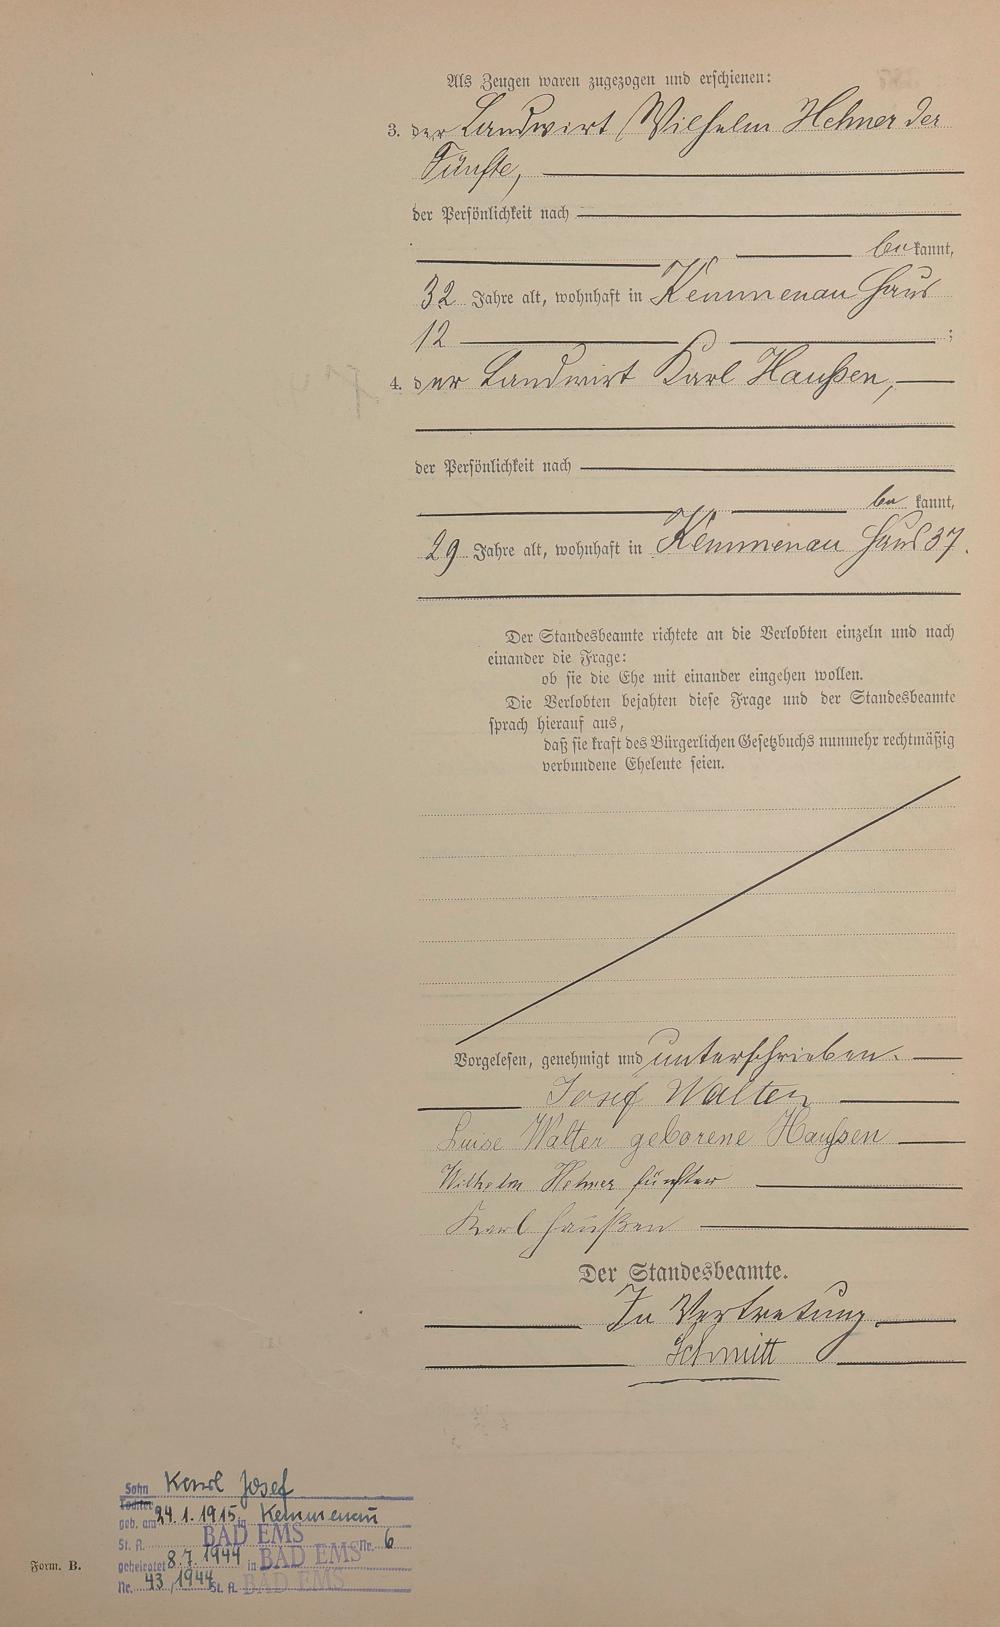 Als Zeugen waren zugezogen und erschienen:
3. der Landwirt Wilhelm Hehner der
Fünfte,
der Persönlichkeit nach
be kannt,
32 Jahre alt, wohnhaft in Kemmenau Haus
12 ;
4. der Landwirt Karl Haußen,
der Persönlichkeit nach
be kannt,
29 Jahre alt, wohnhaft in Kemmenau Haus 37.
Der Standesbeamte richtete an die Verlobten einzeln und nach
einander die Frage:
ob sie die Ehe mit einander eingehen wollen.
Die Verlobten bejahten diese Frage und der Standesbeamte
sprach hierauf aus,
daß sie kraft des Bürgerlichen Gesetzbuchs nunmehr rechtmäßig
verbundene Eheleute seien.
Vorgelesen, genehmigt und unterschrieben.
Josef Walter
Luise Walter geborene Haußen
Wilhelm Hehner fünfter
Karl Haußen
Der Standesbeamte.
In Vertretung
Schmitt
Sohn Karl Josef
Tochter
geb. am 24.1.1915 in Kemmenau
St. A. BAD EMS Nr. 6
geheiratet 8.7.1944 in BAD EMS
Nr. 43/1944 St. A. BAD EMS
Form. B.